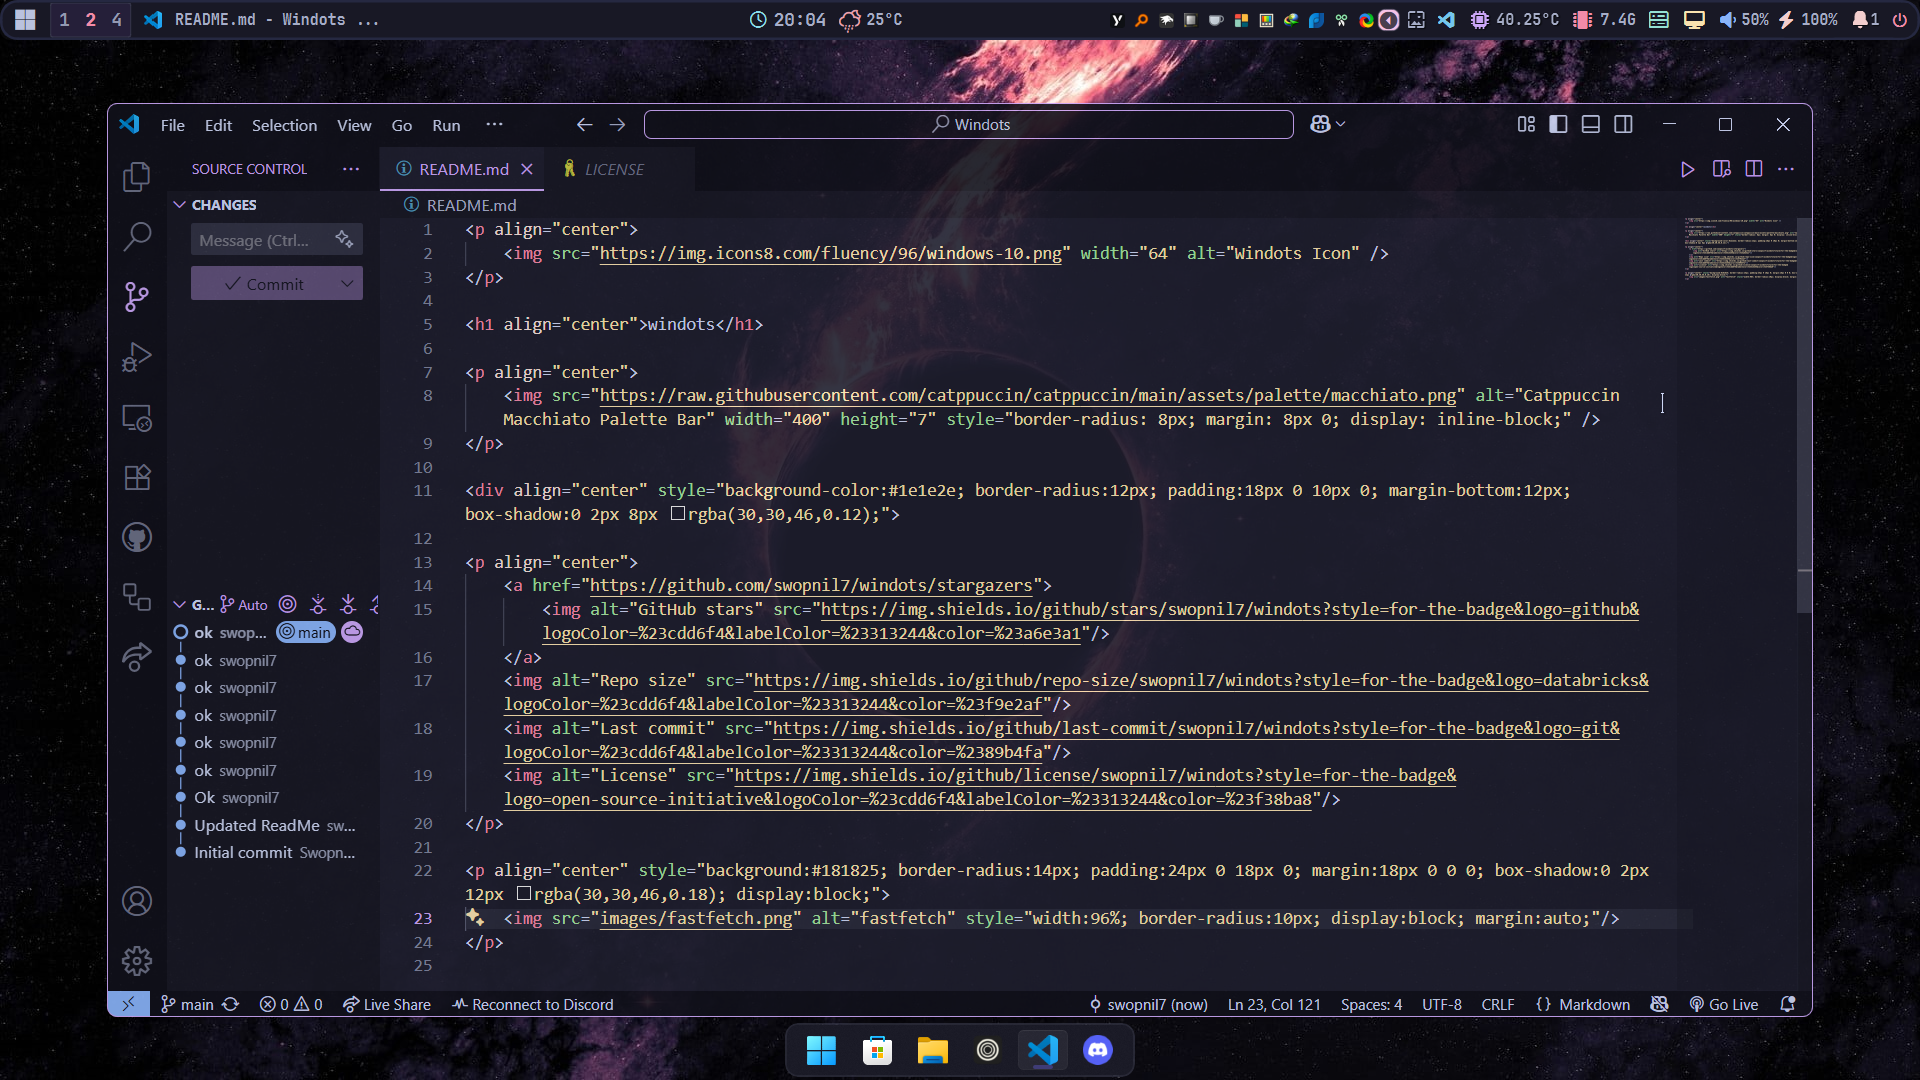 1 2 4 README.md - Windots ... 20:04 25°C 40.25°C 7.4G 50% 100% 1
File Edit Selection View Go Run ··· Windots
SOURCE CONTROL ··· README.md LICENSE
CHANGES
Message (Ctrl...
Commit
G... Auto
ok swop... main
ok swopnil7
ok swopnil7
ok swopnil7
ok swopnil7
ok swopnil7
Ok swopnil7
Updated ReadMe sw...
Initial commit Swopn...
README.md
1 <p align="center">
2 <img src="https://img.icons8.com/fluency/96/windows-10.png" width="64" alt="Windots Icon" />
3 </p>
4
5 <h1 align="center">windots</h1>
6
7 <p align="center">
8 <img src="https://raw.githubusercontent.com/catppuccin/catppuccin/main/assets/palette/macchiato.png" alt="Catppuccin
Macchiato Palette Bar" width="400" height="7" style="border-radius: 8px; margin: 8px 0; display: inline-block;" />
9 </p>
10
11 <div align="center" style="background-color:#1e1e2e; border-radius:12px; padding:18px 0 10px 0; margin-bottom:12px;
box-shadow:0 2px 8px rgba(30,30,46,0.12);">
12
13 <p align="center">
14 <a href="https://github.com/swopnil7/windots/stargazers">
15 <img alt="GitHub stars" src="https://img.shields.io/github/stars/swopnil7/windots?style=for-the-badge&logo=github&
logoColor=%23cdd6f4&labelColor=%23313244&color=%23a6e3a1"/>
16 </a>
17 <img alt="Repo size" src="https://img.shields.io/github/repo-size/swopnil7/windots?style=for-the-badge&logo=databricks&
logoColor=%23cdd6f4&labelColor=%23313244&color=%23f9e2af"/>
18 <img alt="Last commit" src="https://img.shields.io/github/last-commit/swopnil7/windots?style=for-the-badge&logo=git&
logoColor=%23cdd6f4&labelColor=%23313244&color=%2389b4fa"/>
19 <img alt="License" src="https://img.shields.io/github/license/swopnil7/windots?style=for-the-badge&
logo=open-source-initiative&logoColor=%23cdd6f4&labelColor=%23313244&color=%23f38ba8"/>
20 </p>
21
22 <p align="center" style="background:#181825; border-radius:14px; padding:24px 0 18px 0; margin:18px 0 0 0; box-shadow:0 2px
12px rgba(30,30,46,0.18); display:block;">
23 <img src="images/fastfetch.png" alt="fastfetch" style="width:96%; border-radius:10px; display:block; margin:auto;"/>
24 </p>
25
main 0 0 Live Share Reconnect to Discord swopnil7 (now) Ln 23, Col 121 Spaces: 4 UTF-8 CRLF {} Markdown Go Live